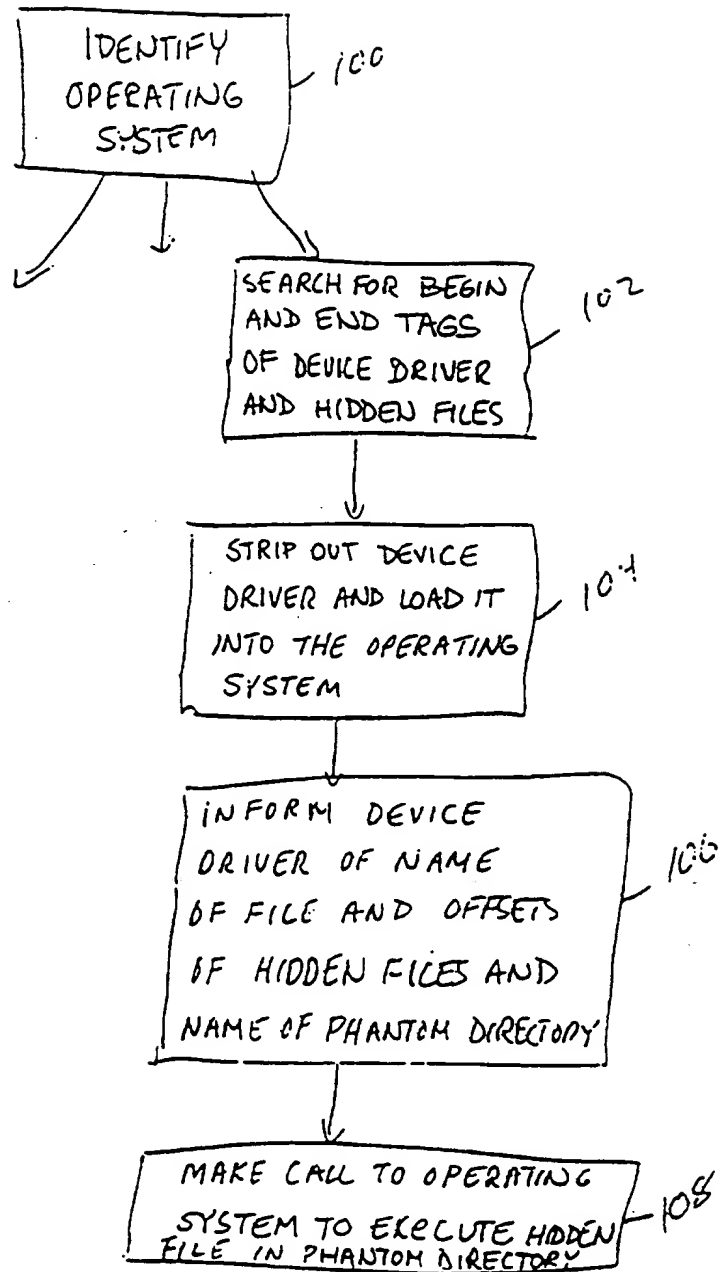 IDENTIFY
OPERATING
SYSTEM
100
SEARCH FOR BEGIN
AND END TAGS
OF DEVICE DRIVER
AND HIDDEN FILES
102
STRIP OUT DEVICE
DRIVER AND LOAD IT
INTO THE OPERATING
SYSTEM
104
INFORM DEVICE
DRIVER OF NAME
OF FILE AND OFFSETS
OF HIDDEN FILES AND
NAME OF PHANTOM DIRECTORY
106
MAKE CALL TO OPERATING
SYSTEM TO EXECUTE HIDDEN
FILE IN PHANTOM DIRECTORY
108